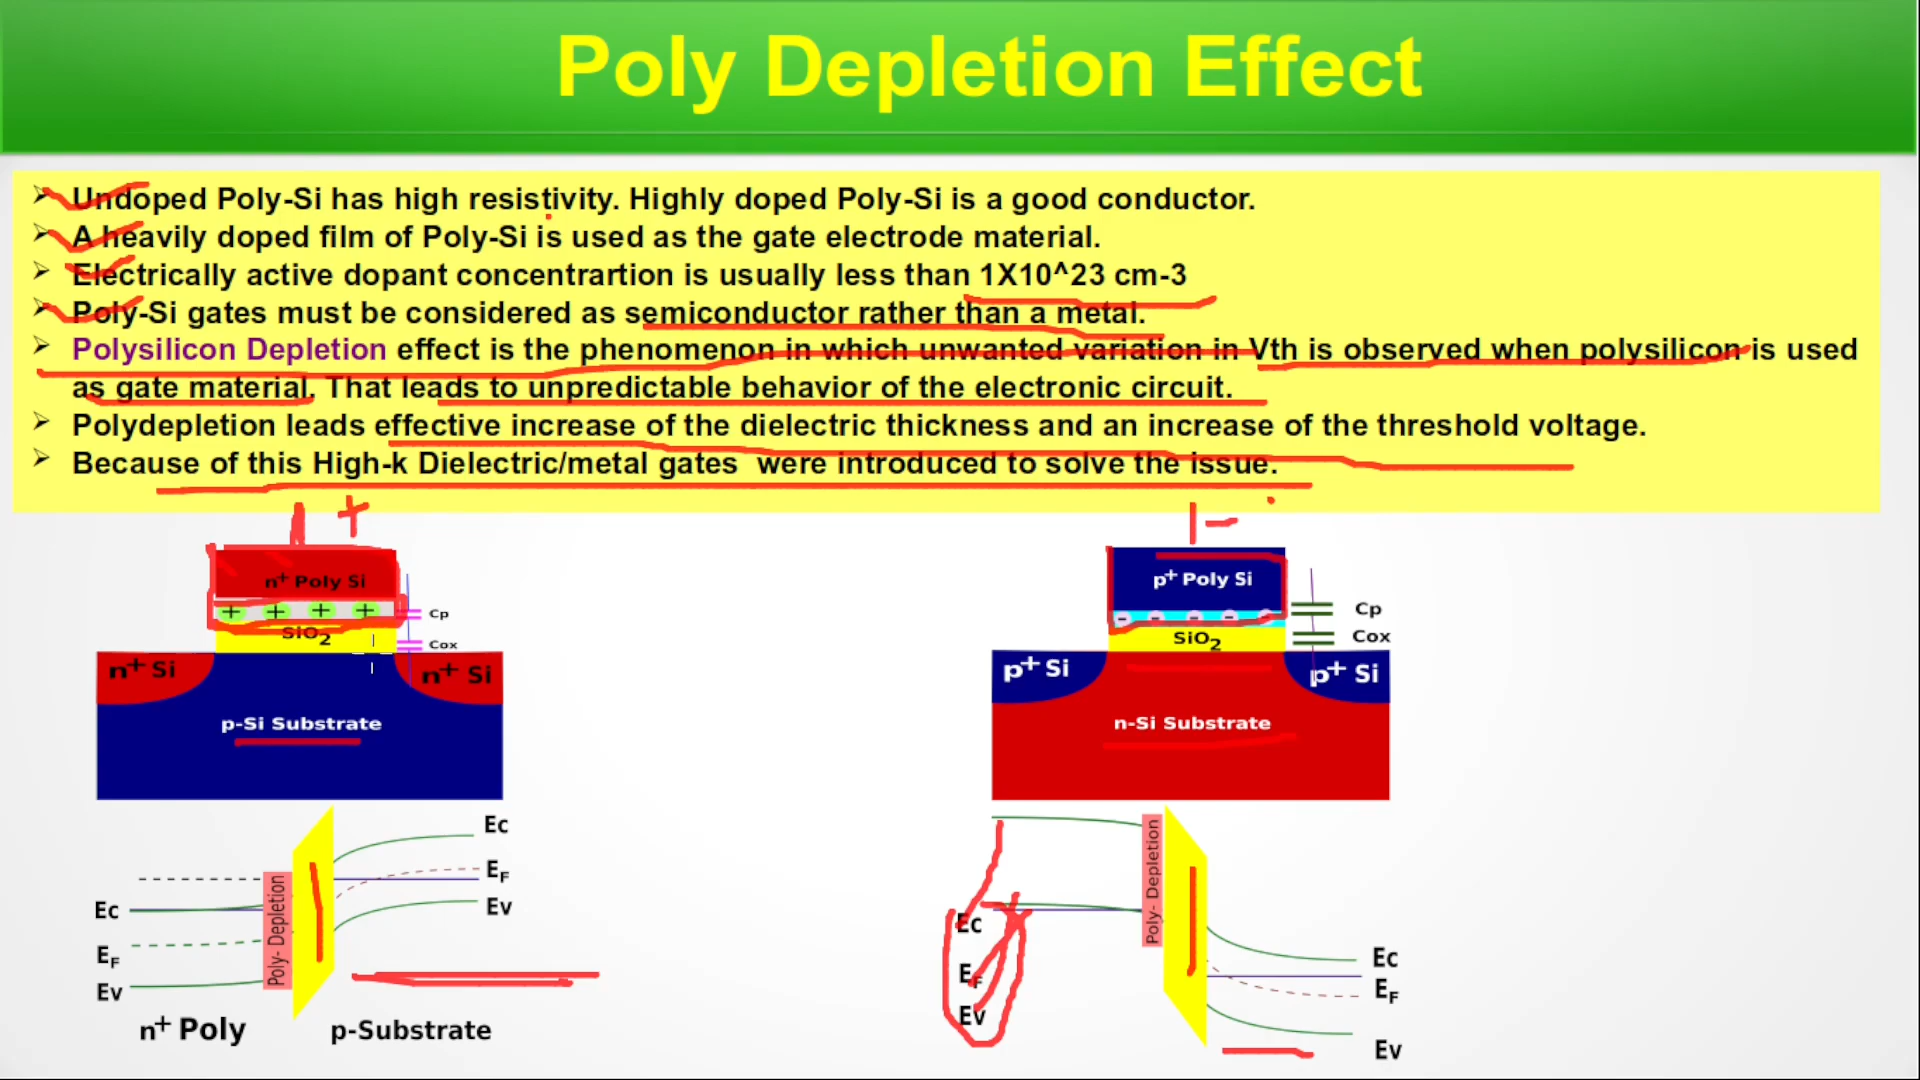 Poly Depletion Effect
Undoped Poly-Si has high resistivity. Highly doped Poly-Si is a good conductor.
A heavily doped film of Poly-Si is used as the gate electrode material.
Electrically active dopant concentrartion is usually less than 1X10^23 cm-3
Poly-Si gates must be considered as semiconductor rather than a metal.
Polysilicon Depletion effect is the phenomenon in which unwanted variation in Vth is observed when polysilicon is used
as gate material. That leads to unpredictable behavior of the electronic circuit.
Polydepletion leads effective increase of the dielectric thickness and an increase of the threshold voltage.
Because of this High-k Dielectric/metal gates were introduced to solve the issue.
+
n+ Poly Si
+ + + +
Cp
SiO2
Cox
n+ Si
n+ Si
p-Si Substrate
Ec
EF
Ev
Poly- Depletion
Ec
EF
Ev
n+ Poly
p-Substrate
-
p+ Poly Si
- - - - -
Cp
SiO2
Cox
p+ Si
p+ Si
n-Si Substrate
Poly- Depletion
Ec
EF
Ev
Ec
EF
Ev